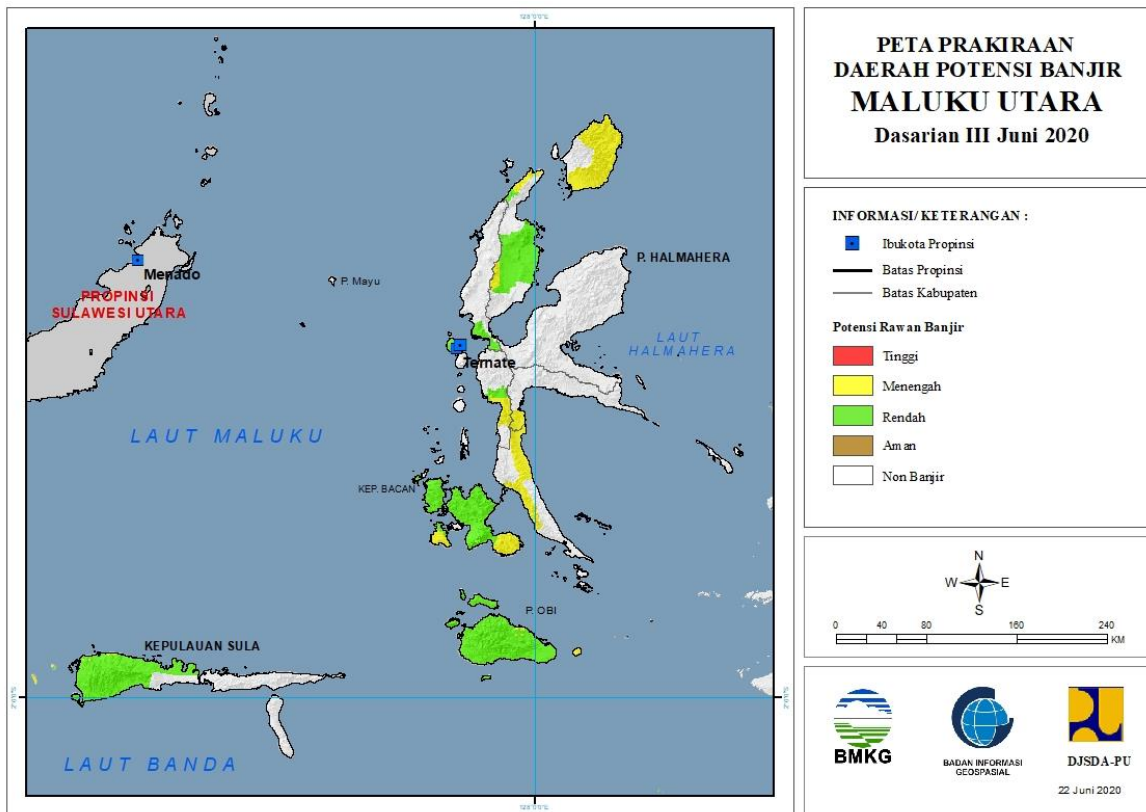 PETA PRAKIRAAN
DAERAH POTENSI BANJIR
MALUKU UTARA
Dasarian III Juni 2020
INFORMASI/ KETERANGAN :
Ibukota Propinsi
Batas Propinsi
Batas Kabupaten
Potensi Rawan Banjir
Tinggi
Menengah
Rendah
Aman
Non Banjir
N
W E
S
0 40 80 160 240
KM
BMKG
BADAN INFORMASI
GEOSPASIAL
DJSDA-PU
22 Juni 2020
Menado
PROPINSI
SULAWESI UTARA
P. Mayu
P. HALMAHERA
LAUT
HALMAHERA
Ternate
LAUT MALUKU
KEP. BACAN
P. OBI
KEPULAUAN SULA
LAUT BANDA